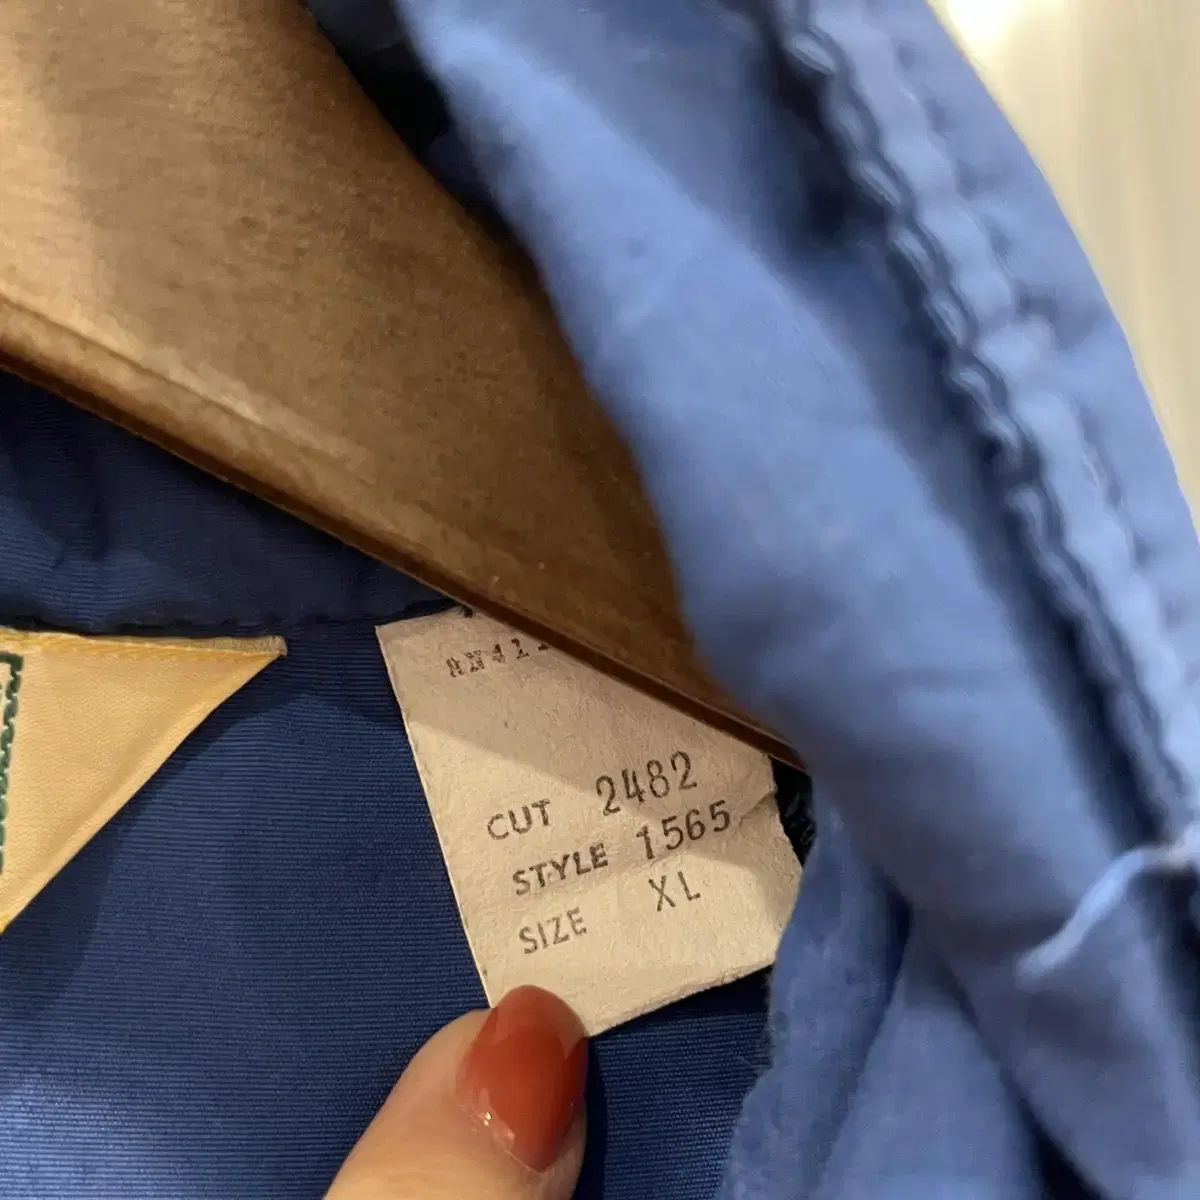 CUT 2482
STYLE 1565
SIZE XL